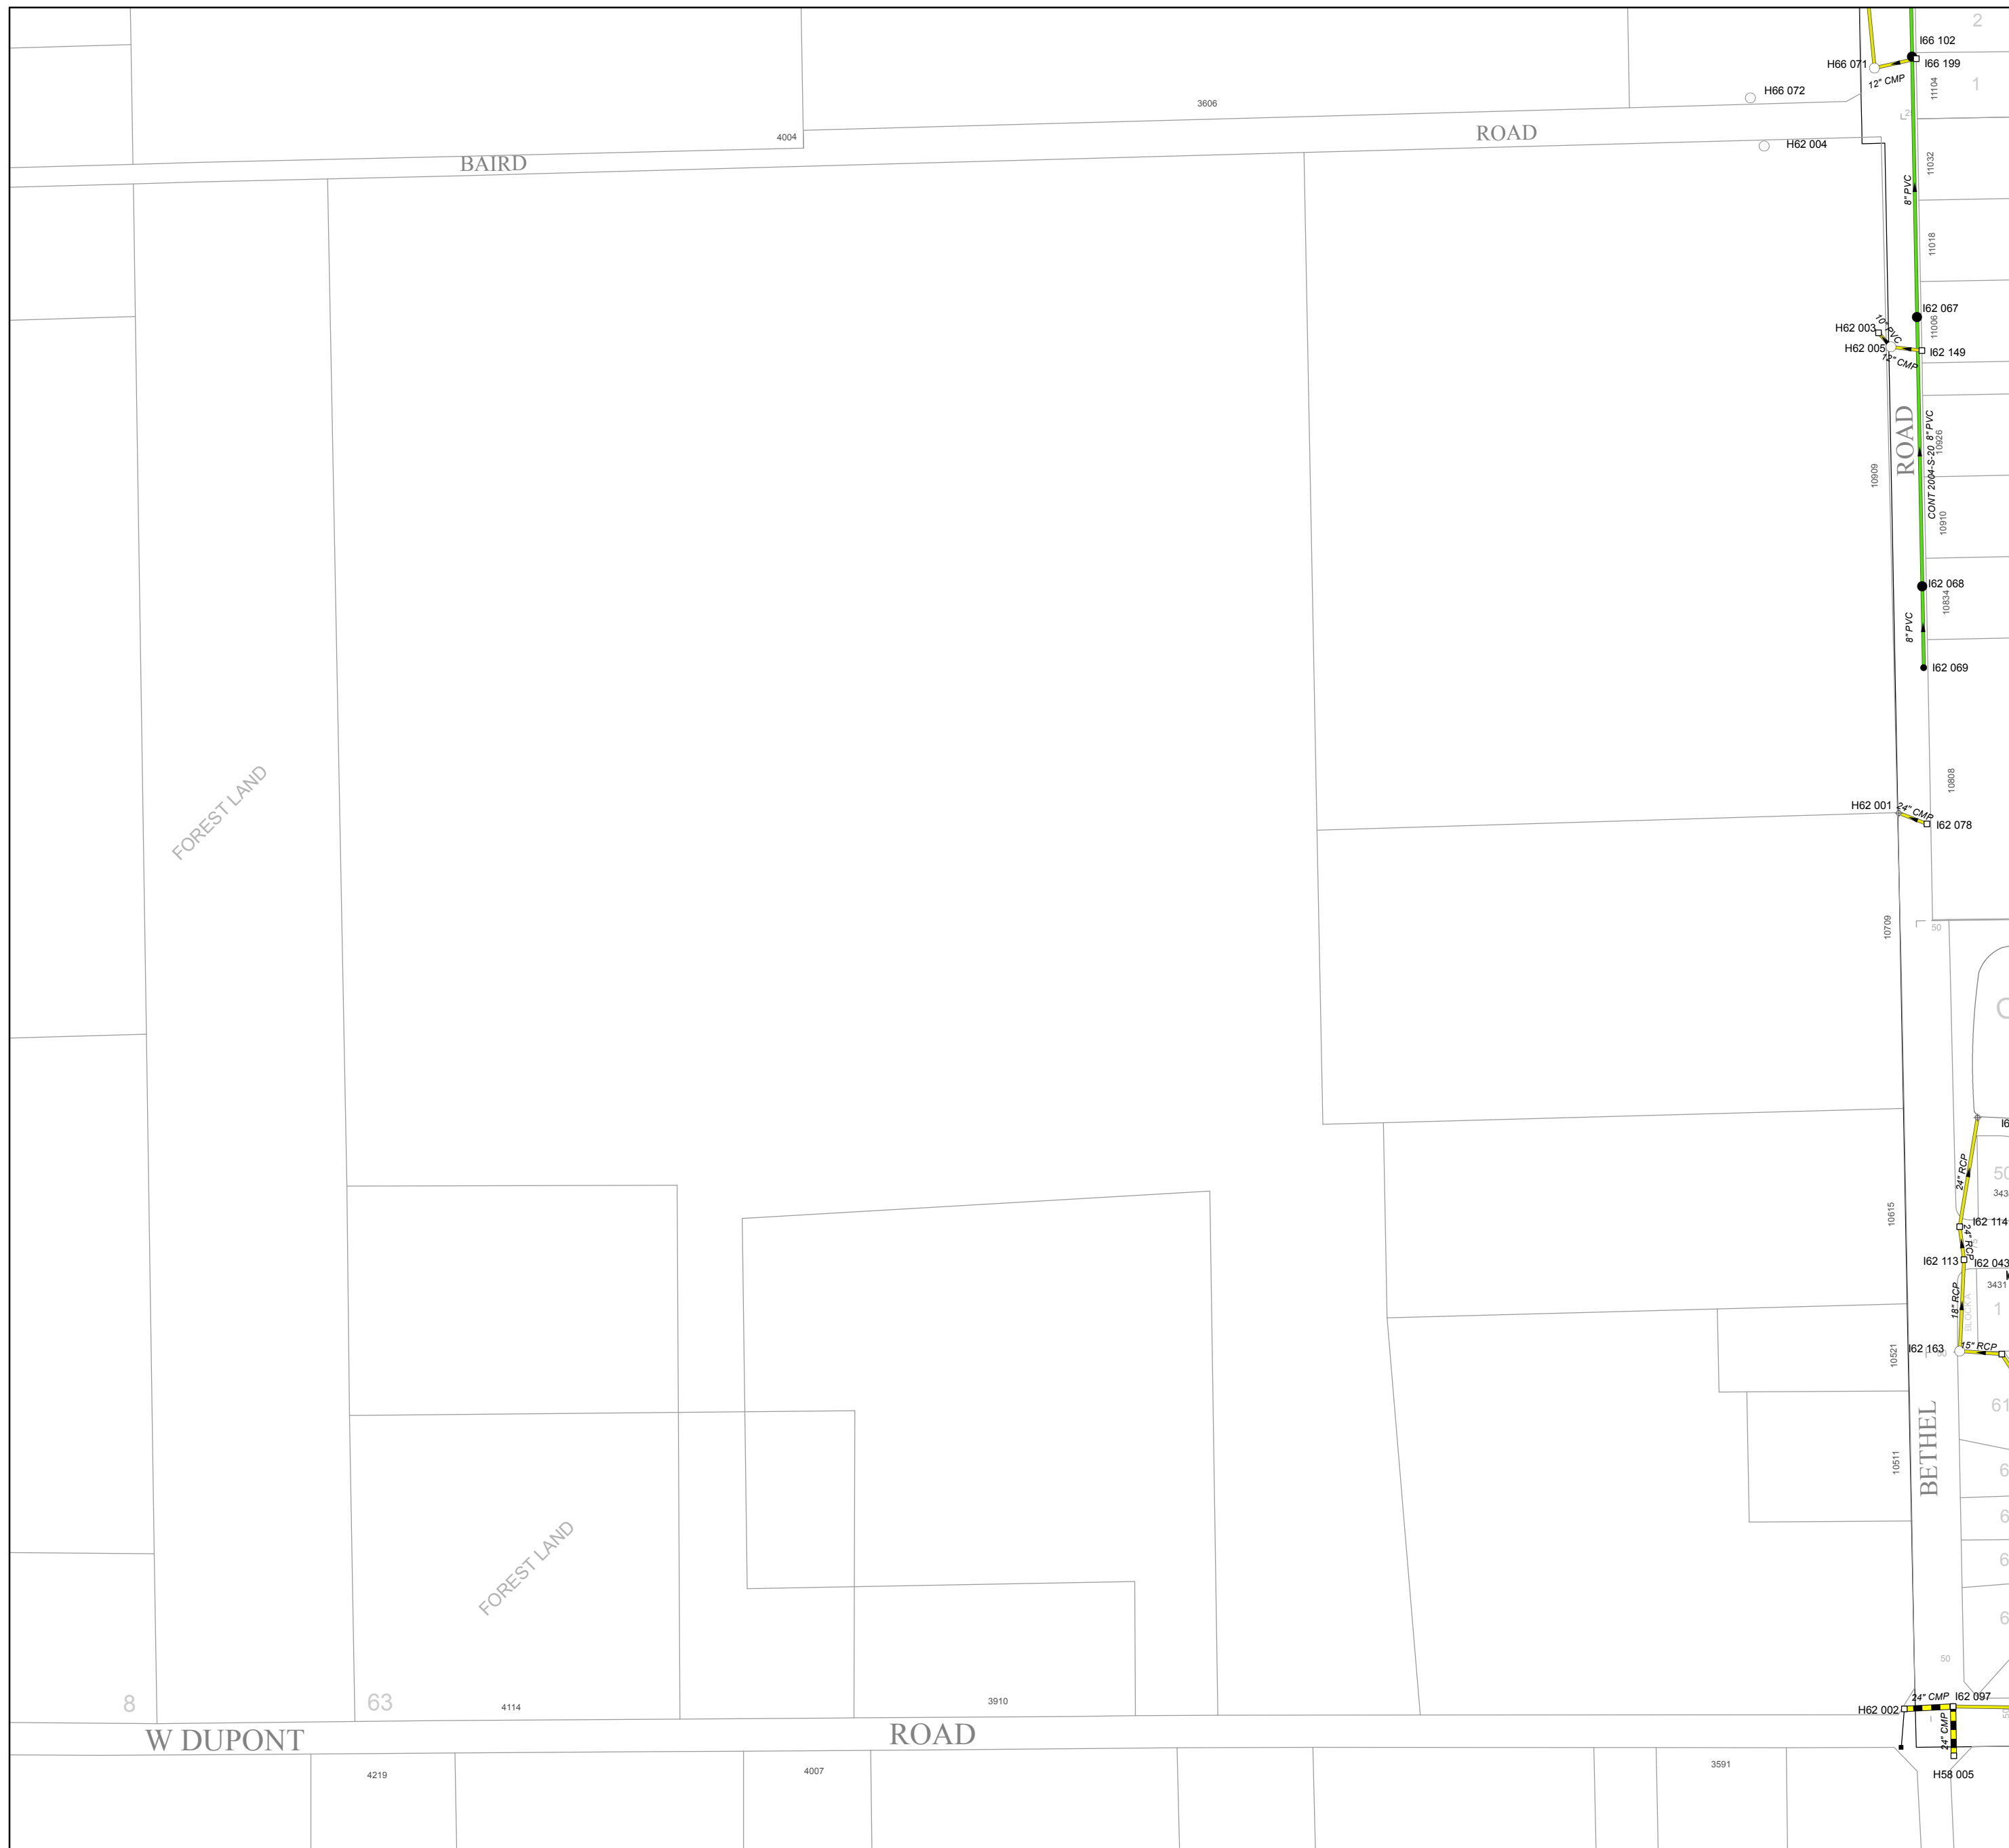 2
I66 102
H66 071
I66 199
12" CMP
11104
1
H66 072
3606
ROAD
4004
H62 004
BAIRD
11032
8" PVC
11018
I62 067
11006
10" PVC
H62 003
H62 005
I62 149
12" CMP
ROAD
CONT 2004-S-20 8" PVC
10926
10909
10910
I62 068
10834
8" PVC
I62 069
FOREST LAND
10808
H62 001
24" CMP
I62 078
10709
50
24" RCP
50
10615
I62 114
24" RCP
75
I62 113
I62 043
3431
18" RCP
BLOCKA
1
I62 163
15" RCP
10521
61
BETHEL
10511
FOREST LAND
50
8
63
4114
3910
24" CMP
I62 097
H62 002
W DUPONT
ROAD
24" CMP
4219
4007
3591
H58 005